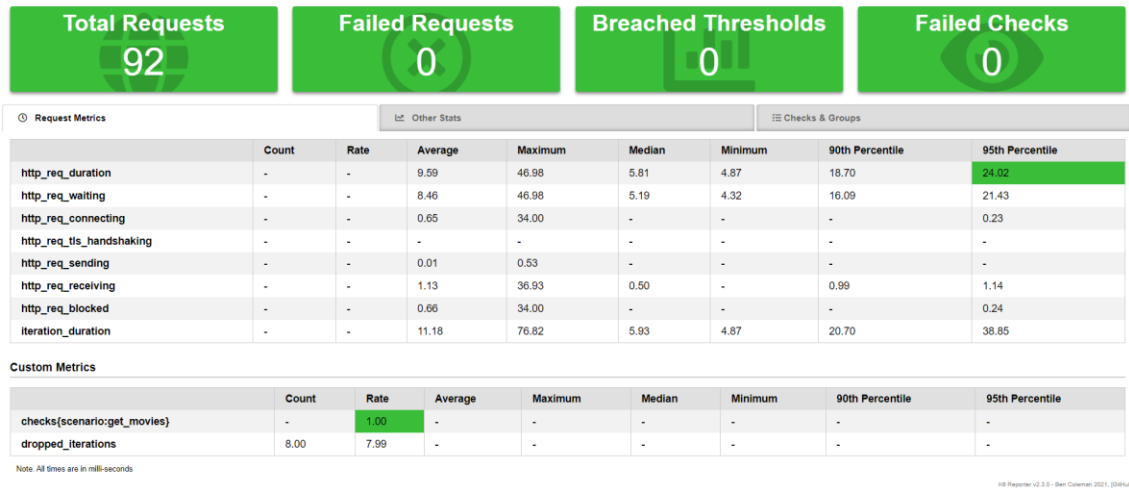 Total Requests Failed Requests Breached Thresholds Failed Checks
92 0 0 0
Request Metrics Other Stats Checks & Groups
Count Rate Average Maximum Median Minimum 90th Percentile 95th Percentile
http_req_duration - - 9.59 46.98 5.81 4.87 18.70 24.02
http_req_waiting - - 8.46 46.98 5.19 4.32 16.09 21.43
http_req_connecting - - 0.65 34.00 - - - 0.23
http_req_tls_handshaking - - - - - - - -
http_req_sending - - 0.01 0.53 - - - -
http_req_receiving - - 1.13 36.93 0.50 - 0.99 1.14
http_req_blocked - - 0.66 34.00 - - - 0.24
iteration_duration - - 11.18 76.82 5.93 4.87 20.70 38.85
Custom Metrics
Count Rate Average Maximum Median Minimum 90th Percentile 95th Percentile
checks{scenario:get_movies} - 1.00 - - - - - -
dropped_iterations 8.00 7.99 - - - - - -
Note. All times are in milli-seconds
K6 Reporter v2.3.0 - Ben Coleman 2021,